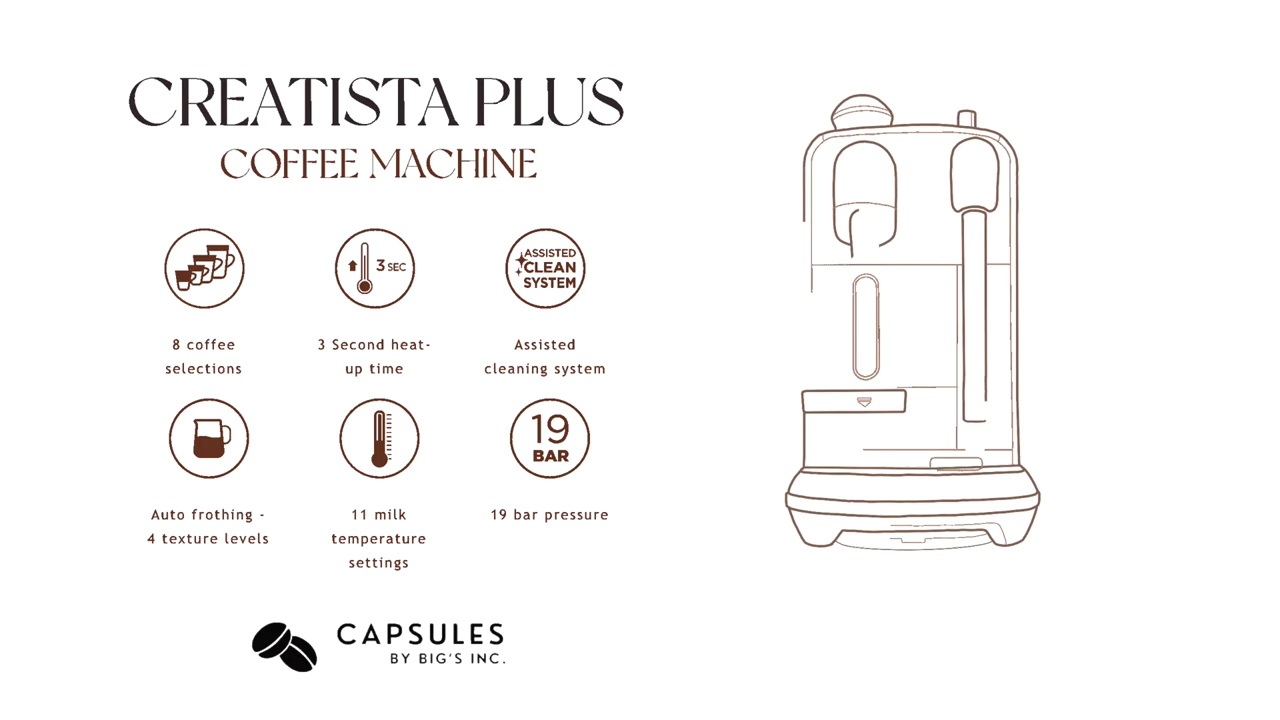 CREATISTA PLUS
COFFEE MACHINE
3 SEC
ASSISTED
CLEAN
SYSTEM
8 coffee
selections
3 Second heat-
up time
Assisted
cleaning system
19
BAR
Auto frothing -
4 texture levels
11 milk
temperature
settings
19 bar pressure
CAPSULES
BY BIG'S INC.